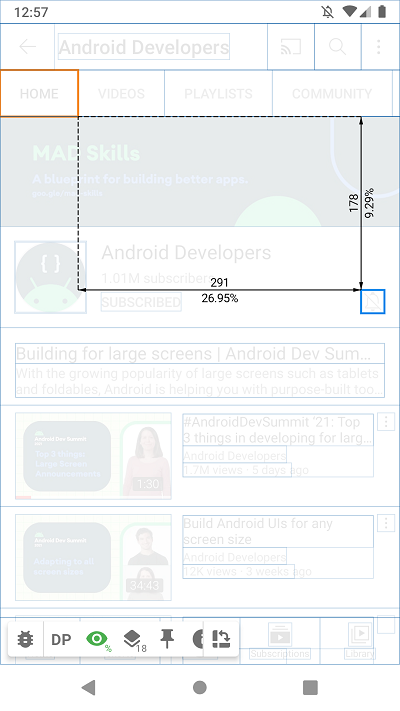 12:57
Android Developers
HOME VIDEOS PLAYLISTS COMMUNITY
MAD Skills
A blueprint for building better apps.
178
9.29%
Android Developers
1.01M subscribers
291
SUBSCRIBED
26.95%
Building for large screens | Android Dev Sum…
With the growing popularity of large screens such as tablets
and foldables, Android is helping you with purpose-built too…
#AndroidDevSummit '21: Top
3 things in developing for larg…
Android Developers
1.7M views · 5 days ago
Android Dev Summit
Top 3 things:
Large Screens
Announcements
1:30
Build Android UIs for any
screen size
Android Developers
12K views · 3 weeks ago
Android Dev Summit
Adapting to all
screen sizes
34:43
DP
%
18
Subscriptions
Library